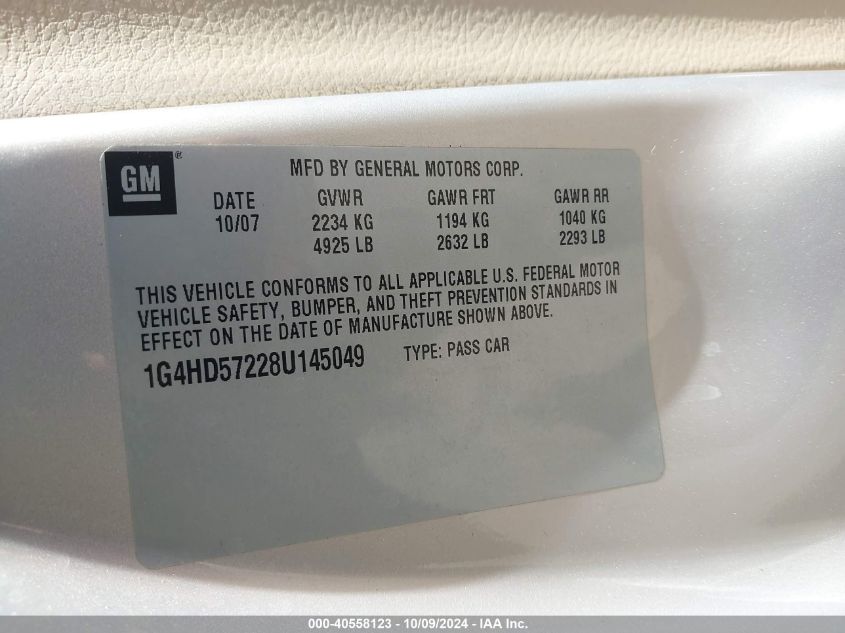 GM®
MFD BY GENERAL MOTORS CORP.
DATE GVWR GAWR FRT GAWR RR
10/07 2234 KG 1194 KG 1040 KG
4925 LB 2632 LB 2293 LB
THIS VEHICLE CONFORMS TO ALL APPLICABLE U.S. FEDERAL MOTOR
VEHICLE SAFETY, BUMPER, AND THEFT PREVENTION STANDARDS IN
EFFECT ON THE DATE OF MANUFACTURE SHOWN ABOVE.
1G4HD57228U145049 TYPE: PASS CAR
000-40558123 - 10/09/2024 - IAA Inc.